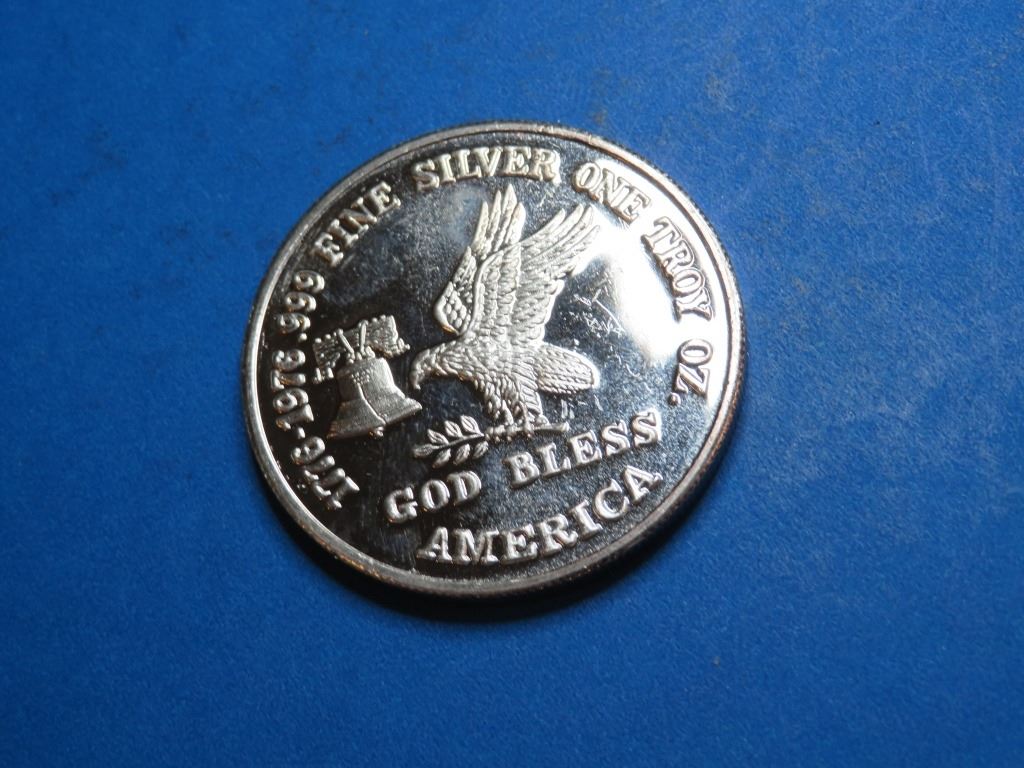 1776-1976 .999 FINE SILVER ONE TROY OZ.
GOD BLESS
AMERICA